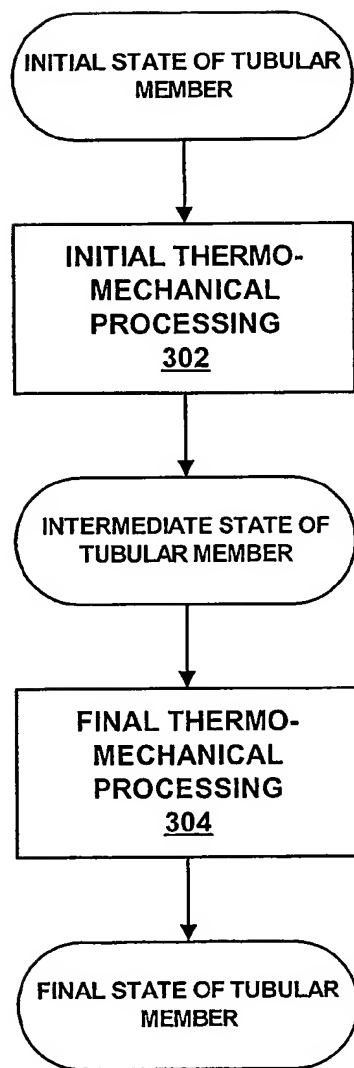 INITIAL STATE OF TUBULAR
MEMBER
INITIAL THERMO-
MECHANICAL
PROCESSING
302
INTERMEDIATE STATE OF
TUBULAR MEMBER
FINAL THERMO-
MECHANICAL
PROCESSING
304
FINAL STATE OF TUBULAR
MEMBER